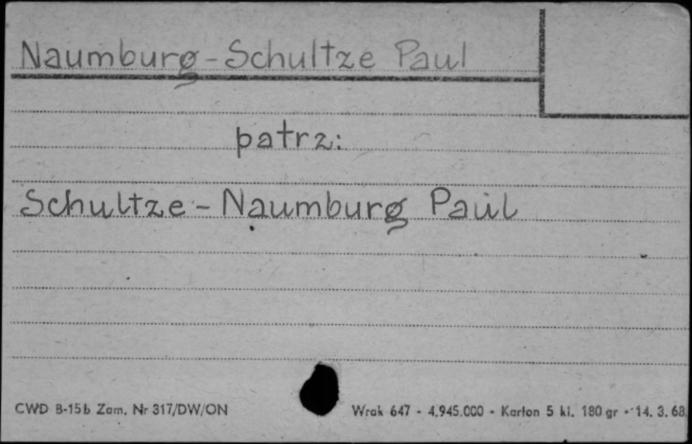 Naumburg-Schultze Paul
patrz:
Schultze-Naumburg Paul
CWD B-15b Zam. Nr 317/DW/ON Wrak 647 - 4.945.000 - Karton 5 kl. 180 gr - 14. 3. 68